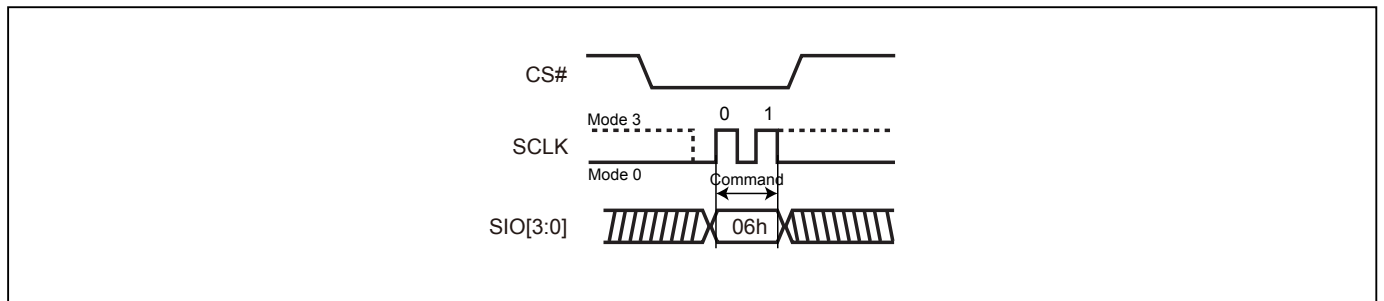 CS#
Mode 3
0 1
SCLK
Mode 0
Command
SIO[3:0]
06h